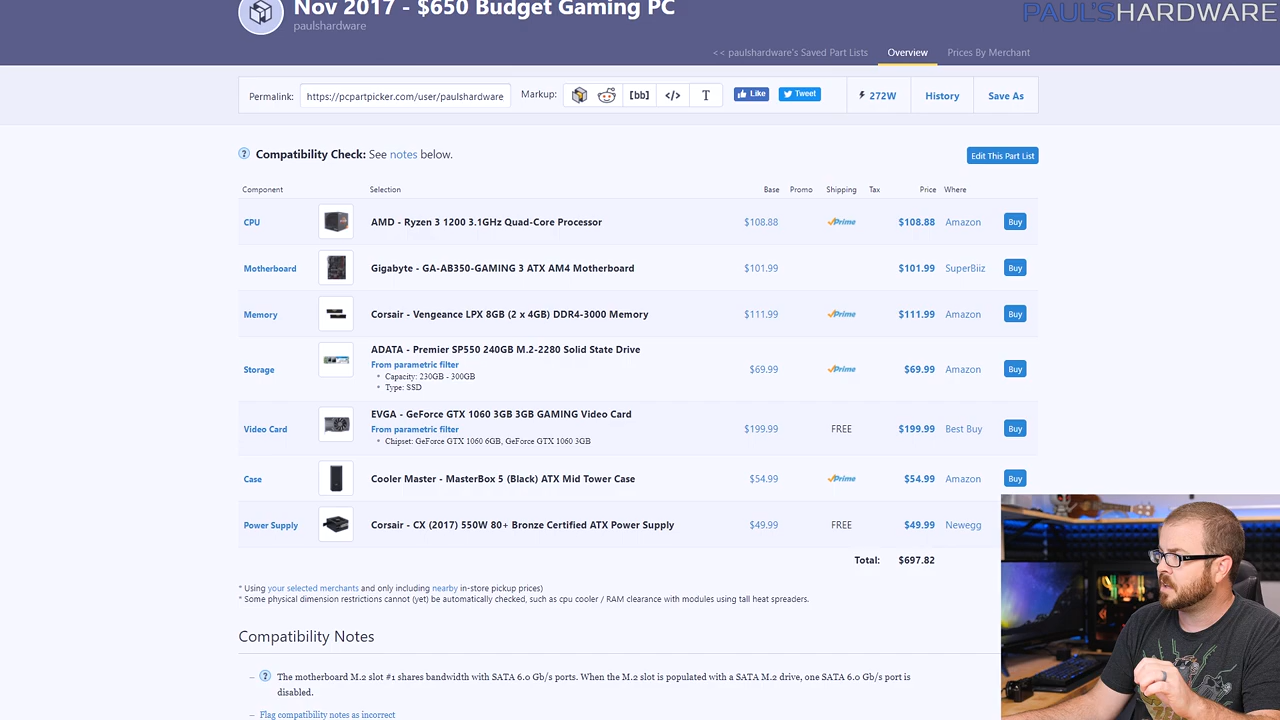 Nov 2017 - $650 Budget Gaming PC
paulshardware
PAUL'SHARDWARE
<< paulshardware's Saved Part Lists Overview Prices By Merchant
Permalink: https://pcpartpicker.com/user/paulshardware Markup: [bb] </> T Like Tweet 272W History Save As
? Compatibility Check: See notes below. Edit This Part List
Component Selection Base Promo Shipping Tax Price Where
CPU AMD - Ryzen 3 1200 3.1GHz Quad-Core Processor $108.88 Prime $108.88 Amazon Buy
Motherboard Gigabyte - GA-AB350-GAMING 3 ATX AM4 Motherboard $101.99 $101.99 SuperBiiz Buy
Memory Corsair - Vengeance LPX 8GB (2 x 4GB) DDR4-3000 Memory $111.99 Prime $111.99 Amazon Buy
Storage ADATA - Premier SP550 240GB M.2-2280 Solid State Drive $69.99 Prime $69.99 Amazon Buy
From parametric filter
• Capacity: 230GB - 300GB
• Type: SSD
Video Card EVGA - GeForce GTX 1060 3GB 3GB GAMING Video Card $199.99 FREE $199.99 Best Buy Buy
From parametric filter
• Chipset: GeForce GTX 1060 6GB, GeForce GTX 1060 3GB
Case Cooler Master - MasterBox 5 (Black) ATX Mid Tower Case $54.99 Prime $54.99 Amazon Buy
Power Supply Corsair - CX (2017) 550W 80+ Bronze Certified ATX Power Supply $49.99 FREE $49.99 Newegg
Total: $697.82
* Using your selected merchants and only including nearby in-store pickup prices)
* Some physical dimension restrictions cannot (yet) be automatically checked, such as cpu cooler / RAM clearance with modules using tall heat spreaders.
Compatibility Notes
– ? The motherboard M.2 slot #1 shares bandwidth with SATA 6.0 Gb/s ports. When the M.2 slot is populated with a SATA M.2 drive, one SATA 6.0 Gb/s port is
disabled.
– Flag compatibility notes as incorrect